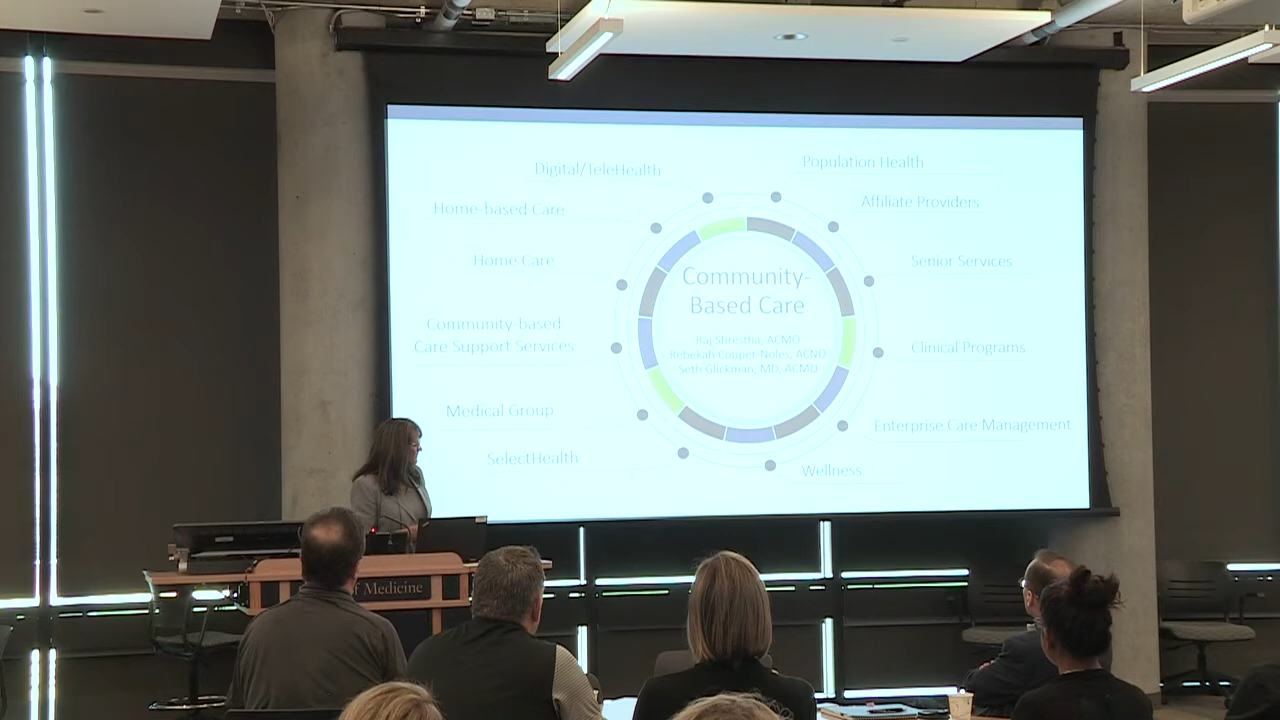 Digital/TeleHealth
Population Health
Home-based Care
Affiliate Providers
Home Care
Senior Services
Community-
Based Care
Community-based
Care Support Services
Raj Shrestha, ACMO
Rebekah Couper-Noles, ACNO
Seth Glickman, MD, ACMO
Clinical Programs
Medical Group
Enterprise Care Management
SelectHealth
Wellness
of Medicine